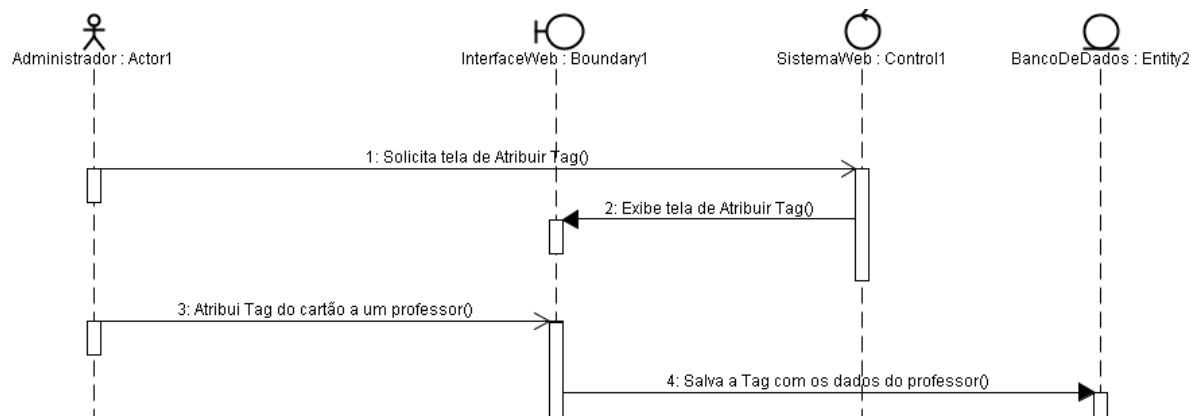 Administrador : Actor1
InterfaceWeb : Boundary1
SistemaWeb : Control1
BancoDeDados : Entity2
1: Solicita tela de Atribuir Tag()
2: Exibe tela de Atribuir Tag()
3: Atribui Tag do cartão a um professor()
4: Salva a Tag com os dados do professor()